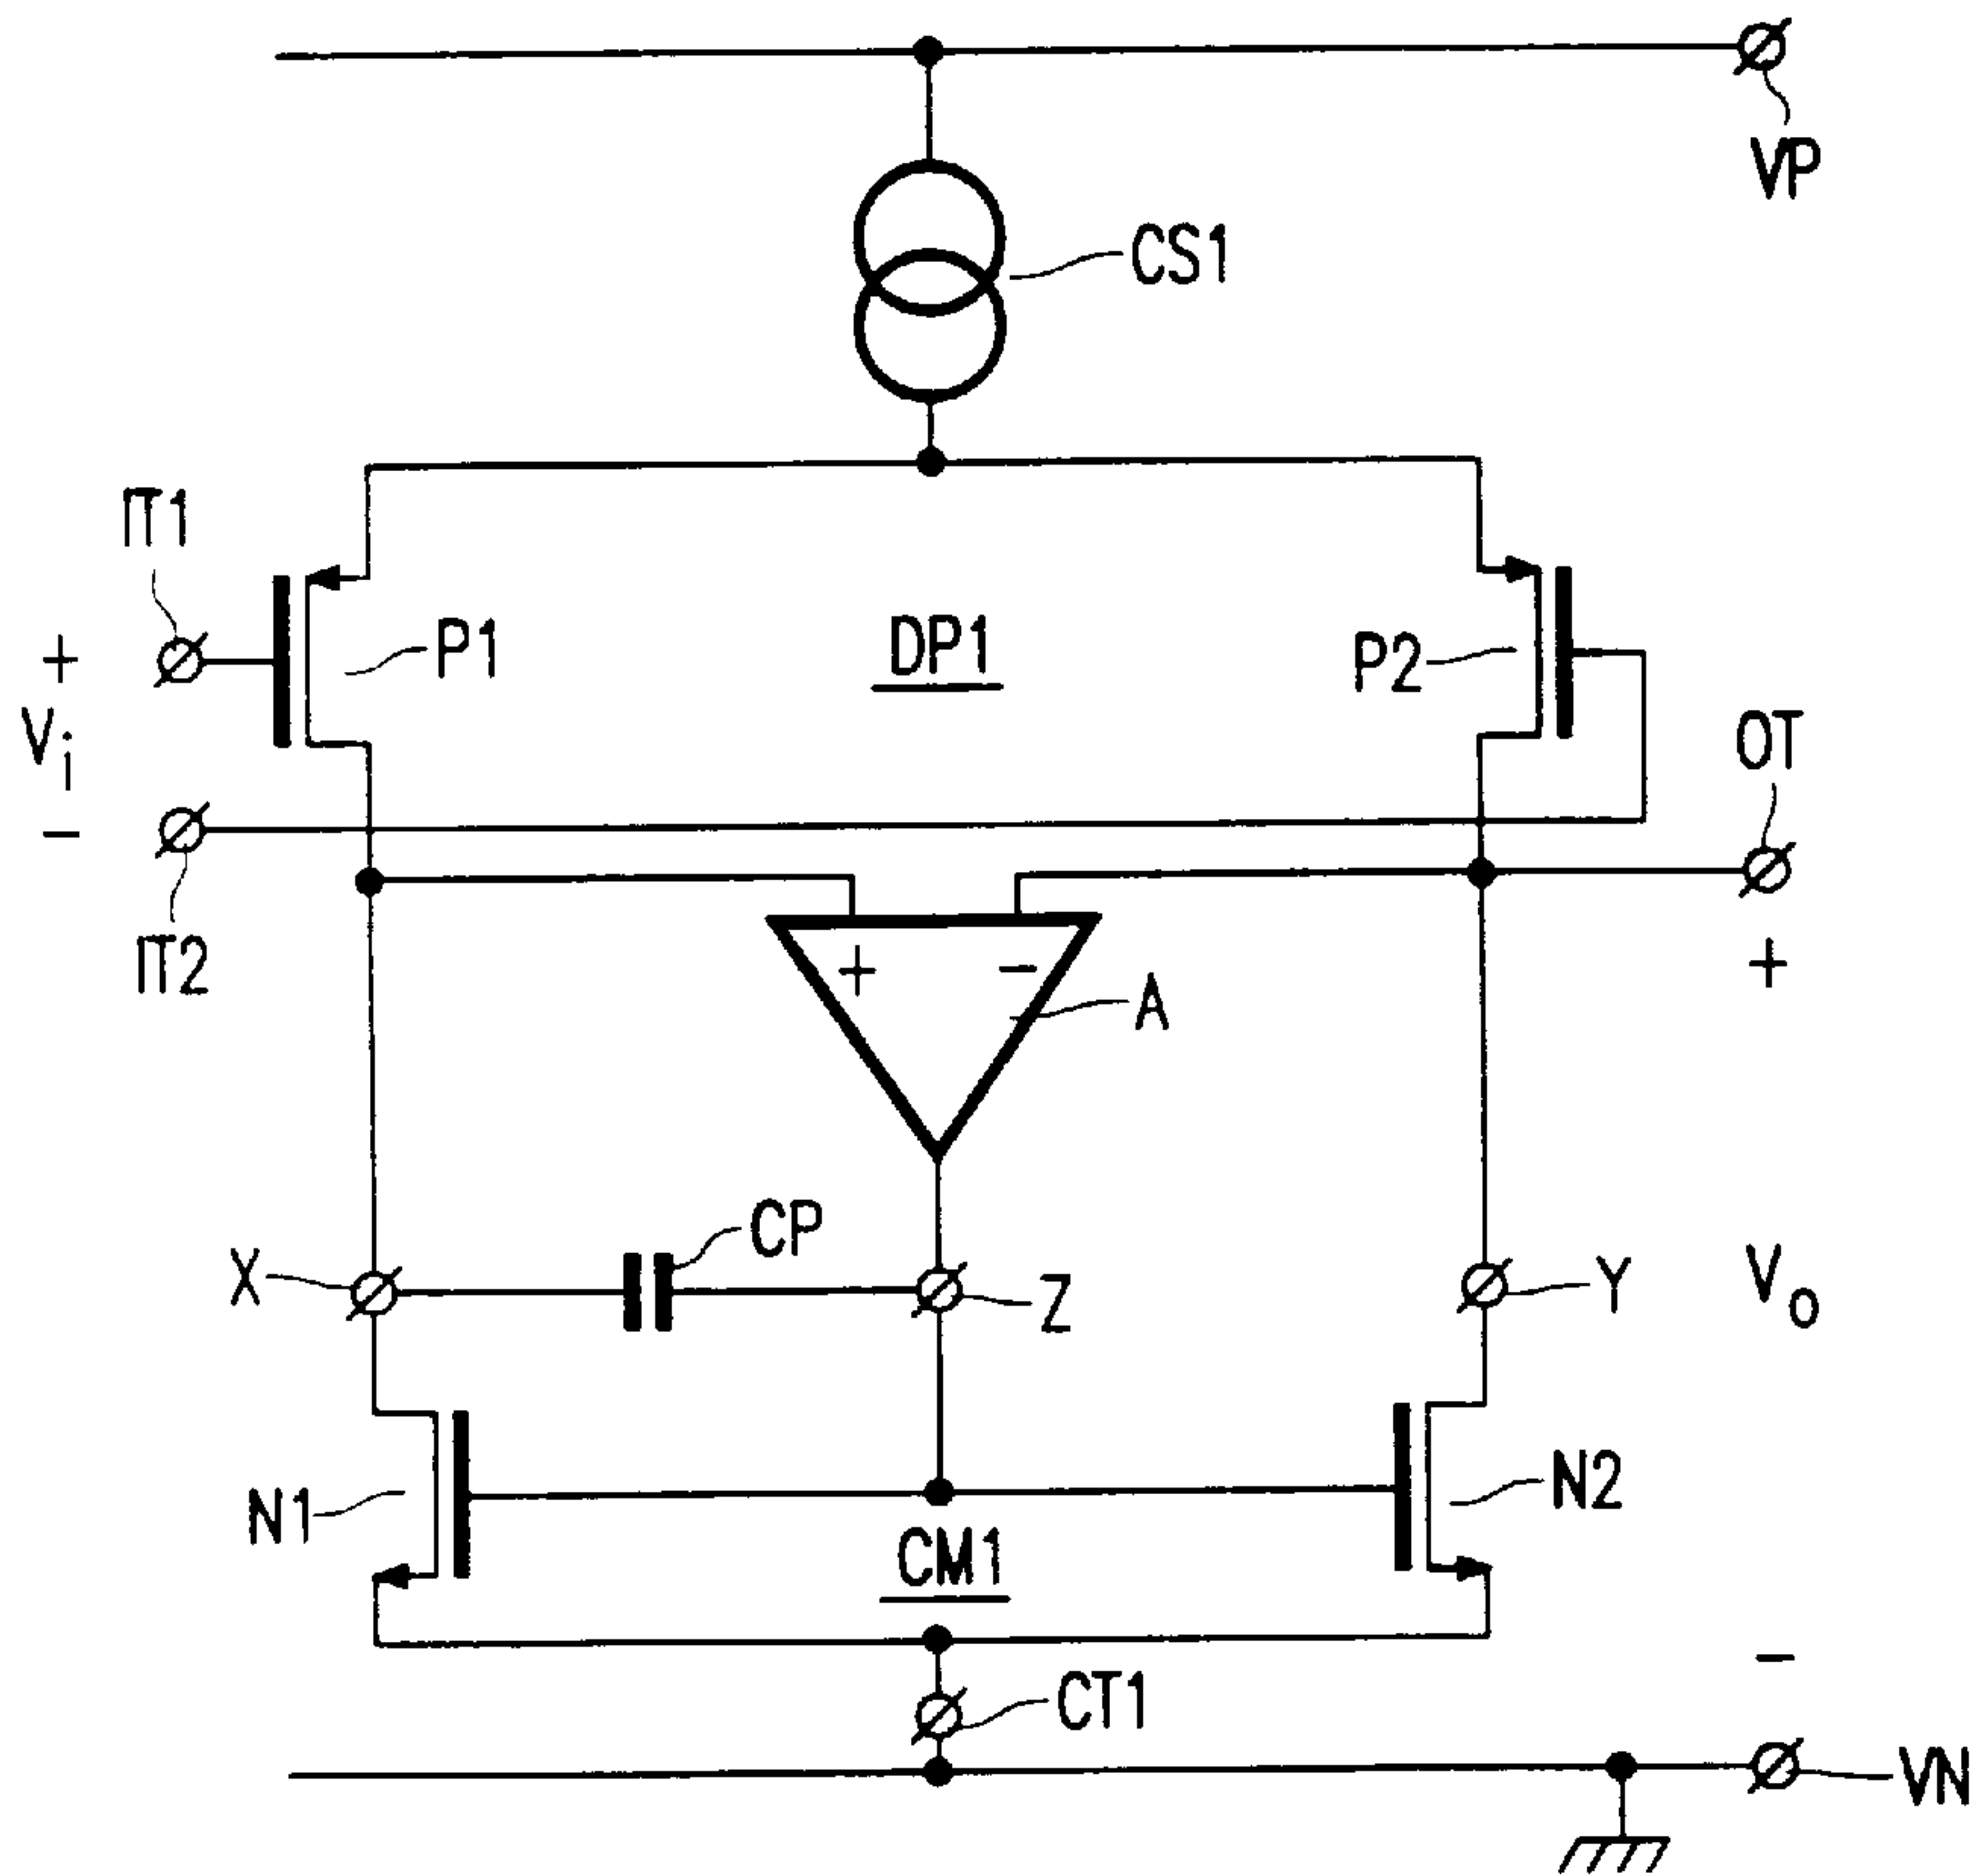 VP
CS1
IT1
+
P1
DP1
P2
Vi
OT
−
IT2
+
−
A
+
CP
X
Z
Y
Vo
N1
N2
CM1
−
CT1
VN